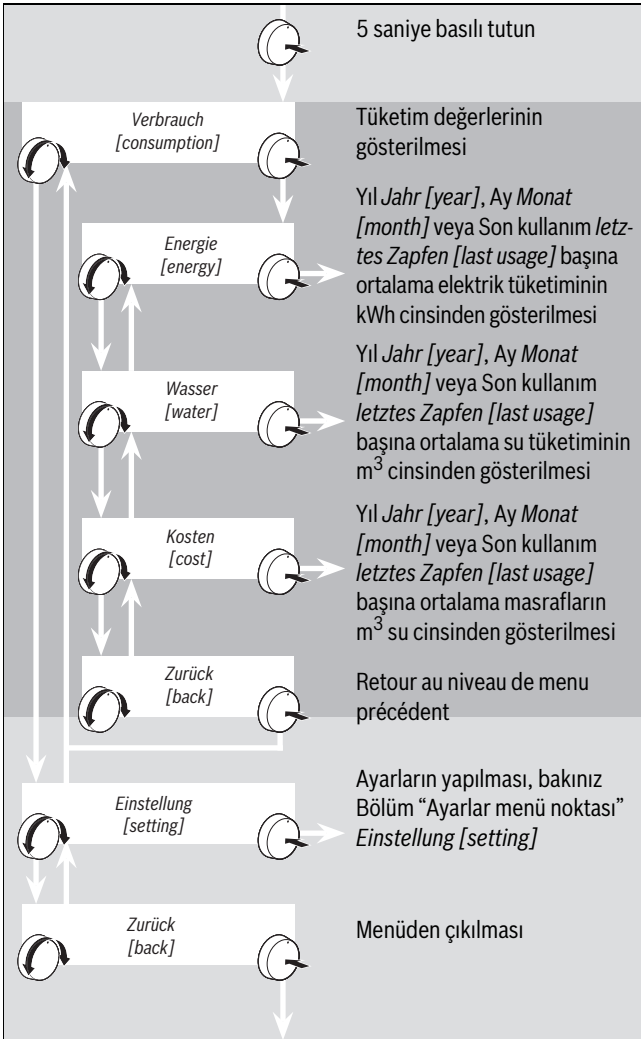 5 saniye basılı tutun
Verbrauch
[consumption]
Tüketim değerlerinin
gösterilmesi
Energie
[energy]
Yıl Jahr [year], Ay Monat
[month] veya Son kullanım letz-
tes Zapfen [last usage] başına
ortalama elektrik tüketiminin
kWh cinsinden gösterilmesi
Wasser
[water]
Yıl Jahr [year], Ay Monat
[month] veya Son kullanım
letztes Zapfen [last usage]
başına ortalama su tüketiminin
m³ cinsinden gösterilmesi
Kosten
[cost]
Yıl Jahr [year], Ay Monat
[month] veya Son kullanım
letztes Zapfen [last usage]
başına ortalama masrafların
m³ su cinsinden gösterilmesi
Zurück
[back]
Retour au niveau de menu
précédent
Einstellung
[setting]
Ayarların yapılması, bakınız
Bölüm “Ayarlar menü noktası”
Einstellung [setting]
Zurück
[back]
Menüden çıkılması